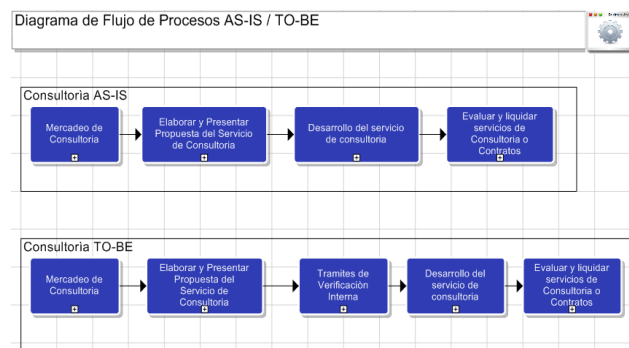 Diagrama de Flujo de Procesos AS-IS / TO-BE
Consultoria AS-IS
Mercadeo de
Consultoria
Elaborar y Presentar
Propuesta del Servicio
de Consultoria
Desarrollo del servicio
de consultoria
Evaluar y liquidar
servicios de
Consultoria o
Contratos
Consultoria TO-BE
Mercadeo de
Consultoria
Elaborar y Presentar
Propuesta del
Servicio de
Consultoria
Tramites de
Verificación
Interna
Desarrollo del
servicio de
consultoria
Evaluar y liquidar
servicios de
Consultoria o
Contratos